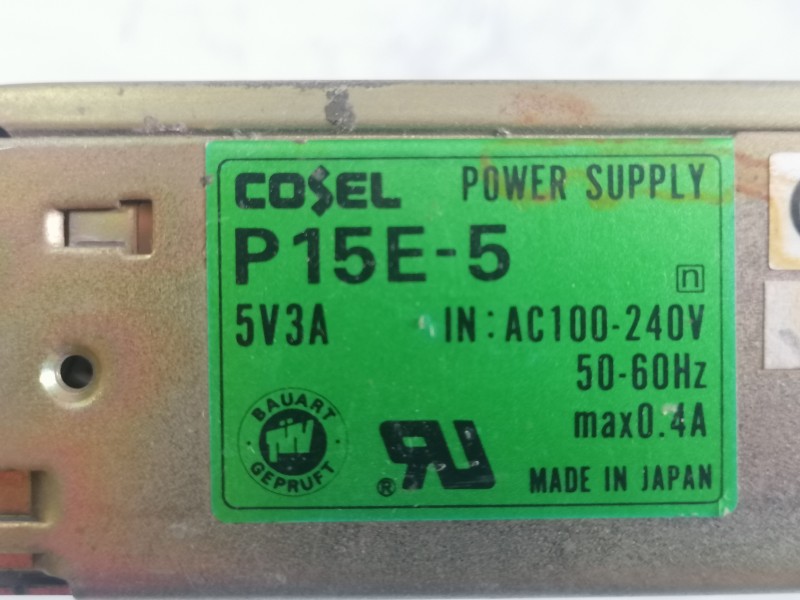 COSEL POWER SUPPLY
P15E-5
n
5V3A IN:AC100-240V
50-60Hz
max0.4A
BAUART
TÜV
GEPRÜFT
RU
® MADE IN JAPAN